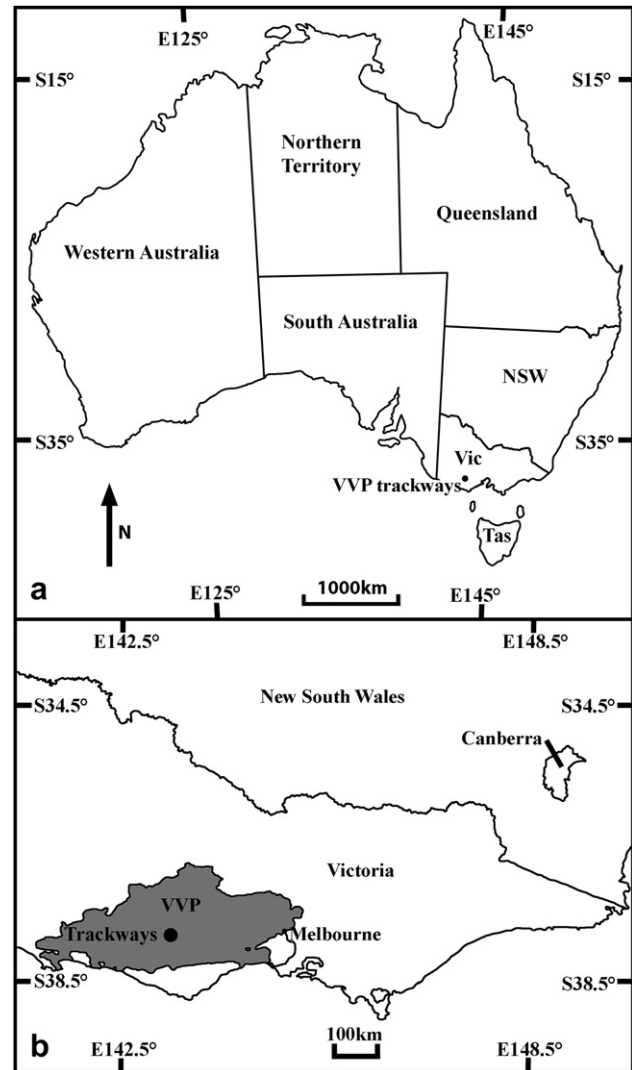 E125°
E145°
S15°
S15°
Northern
Territory
Queensland
Western Australia
South Australia
NSW
S35°
S35°
Vic
VVP trackways
N
Tas
a
1000km
E125°
E145°
E142.5°
E148.5°
S34.5°
New South Wales
S34.5°
Canberra
Victoria
VVP
Trackways
Melbourne
S38.5°
S38.5°
b
100km
E142.5°
E148.5°